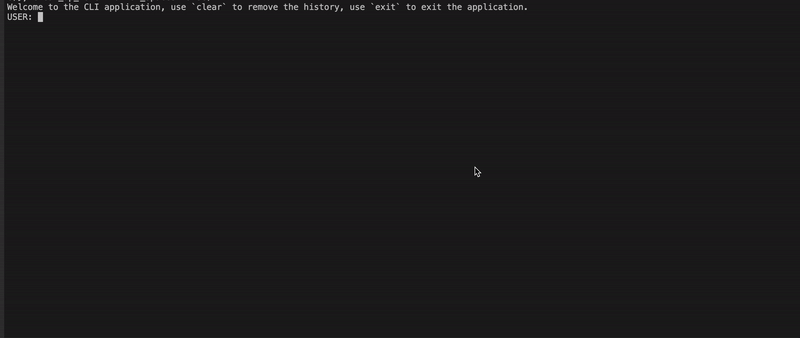 Welcome to the CLI application, use `clear` to remove the history, use `exit` to exit the application.
USER: